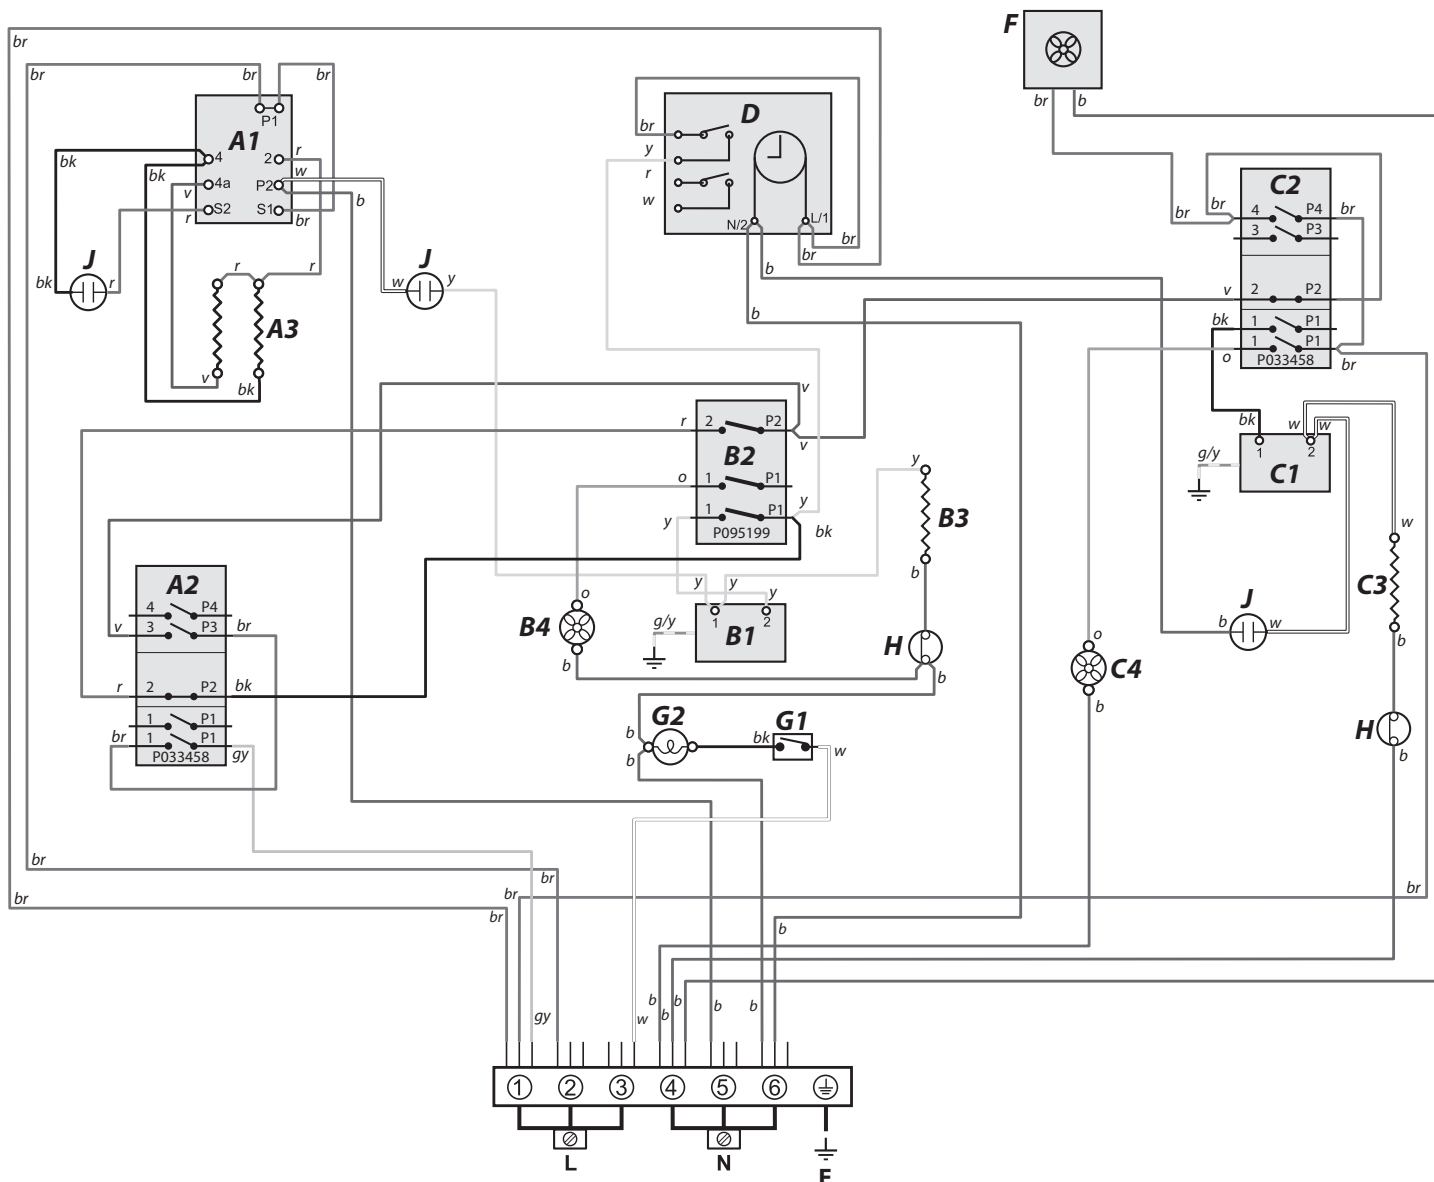 br
F
br
br
br
br
br
b
P1
A1
D
br
bk
4
2
r
y
bk
w
4a
P2
r
C2
v
b
w
br
br
4
P4
br
r
S2
S1
br
N/2
L/1
3
P3
br
br
J
r
r
J
b
bk
r
w
y
v
2
P2
A3
b
bk
1
P1
1
P1
o
P033458
br
v
bk
v
r
2
P2
v
w
w
bk
B2
y
g/y
1
2
C1
o
1
P1
y
y
1
P1
bk
B3
w
P095199
A2
b
C3
4
P4
y
y
y
o
J
v
3
P3
br
g/y
1
2
b
w
B4
B1
H
o
b
C4
b
b
r
2
P2
bk
b
G2
G1
1
P1
b
bk
w
H
br
1
P1
b
b
P033458
gy
br
br
br
br
br
br
b
b
b
b
b
b
gy
w
1
2
3
4
5
6
L
N
E